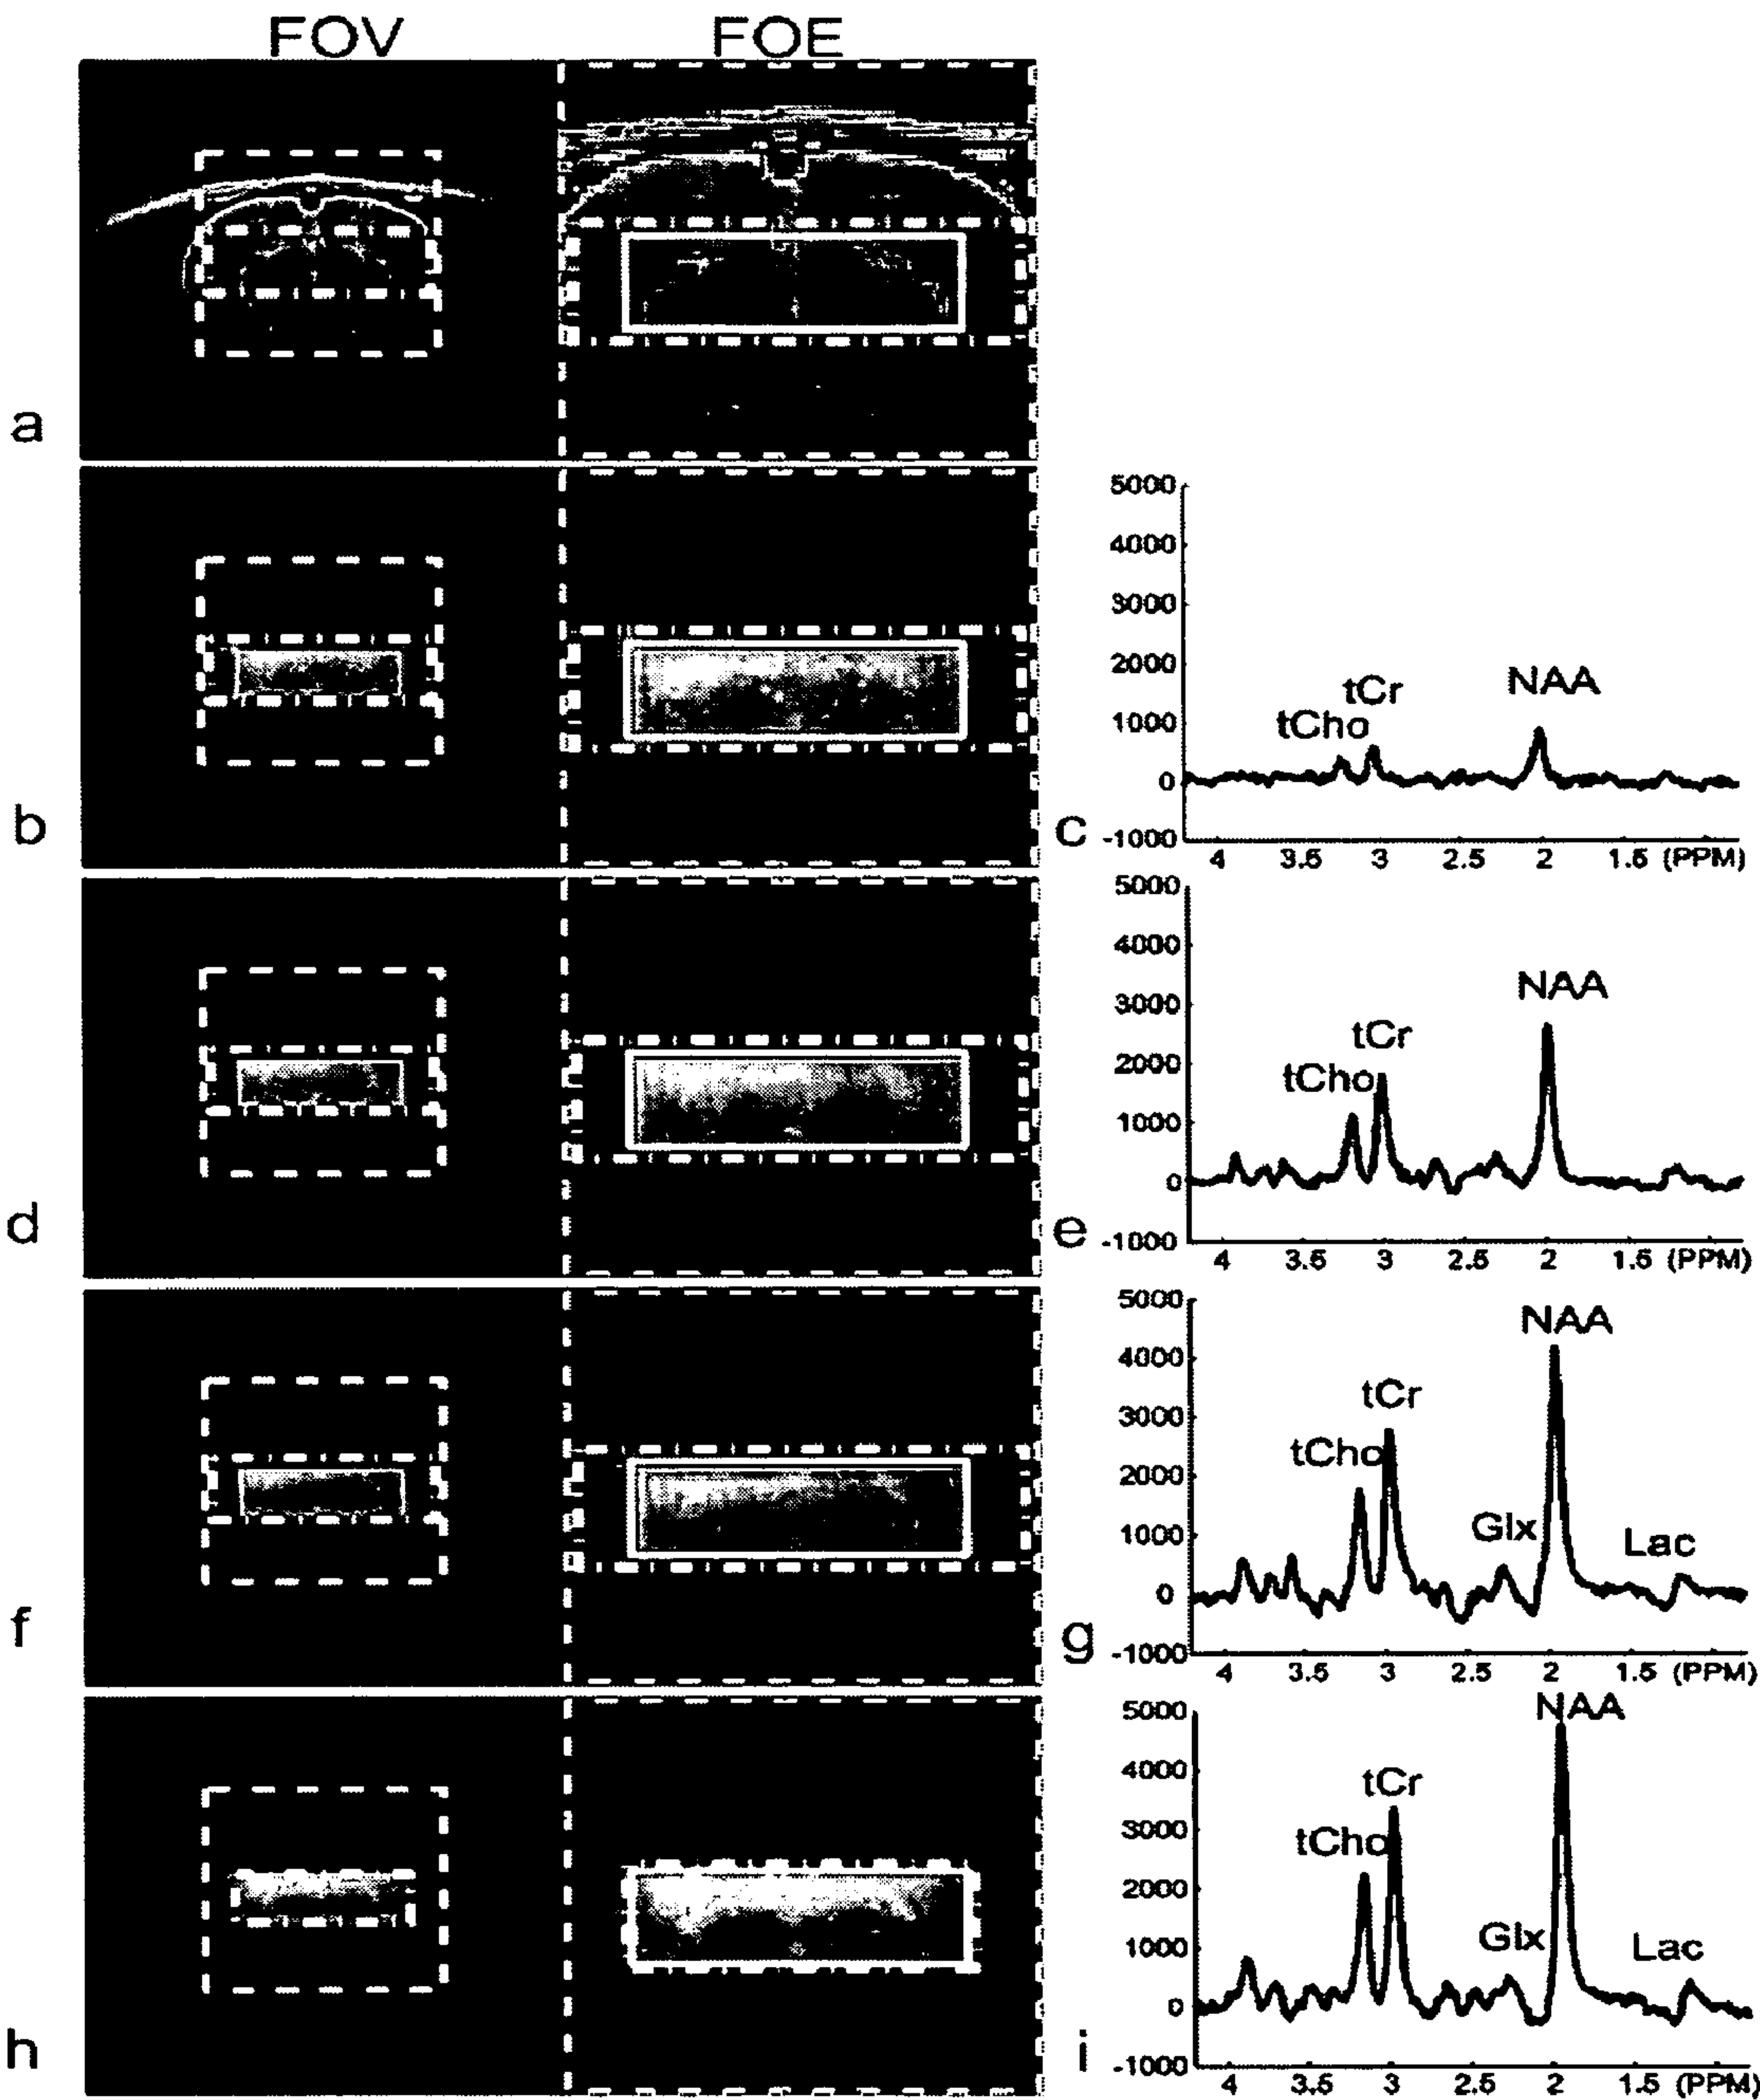 FOV FOE
a
b
c
5000
4000
3000
2000
1000
0
-1000
tCho tCr NAA
4 3.5 3 2.5 2 1.5 (PPM)
d
e
5000
4000
3000
2000
1000
0
-1000
tCho tCr NAA
4 3.5 3 2.5 2 1.5 (PPM)
f
g
5000
4000
3000
2000
1000
0
-1000
tCho tCr Glx NAA Lac
4 3.5 3 2.5 2 1.5 (PPM)
h
i
5000
4000
3000
2000
1000
0
-1000
tCho tCr Glx NAA Lac
4 3.5 3 2.5 2 1.5 (PPM)